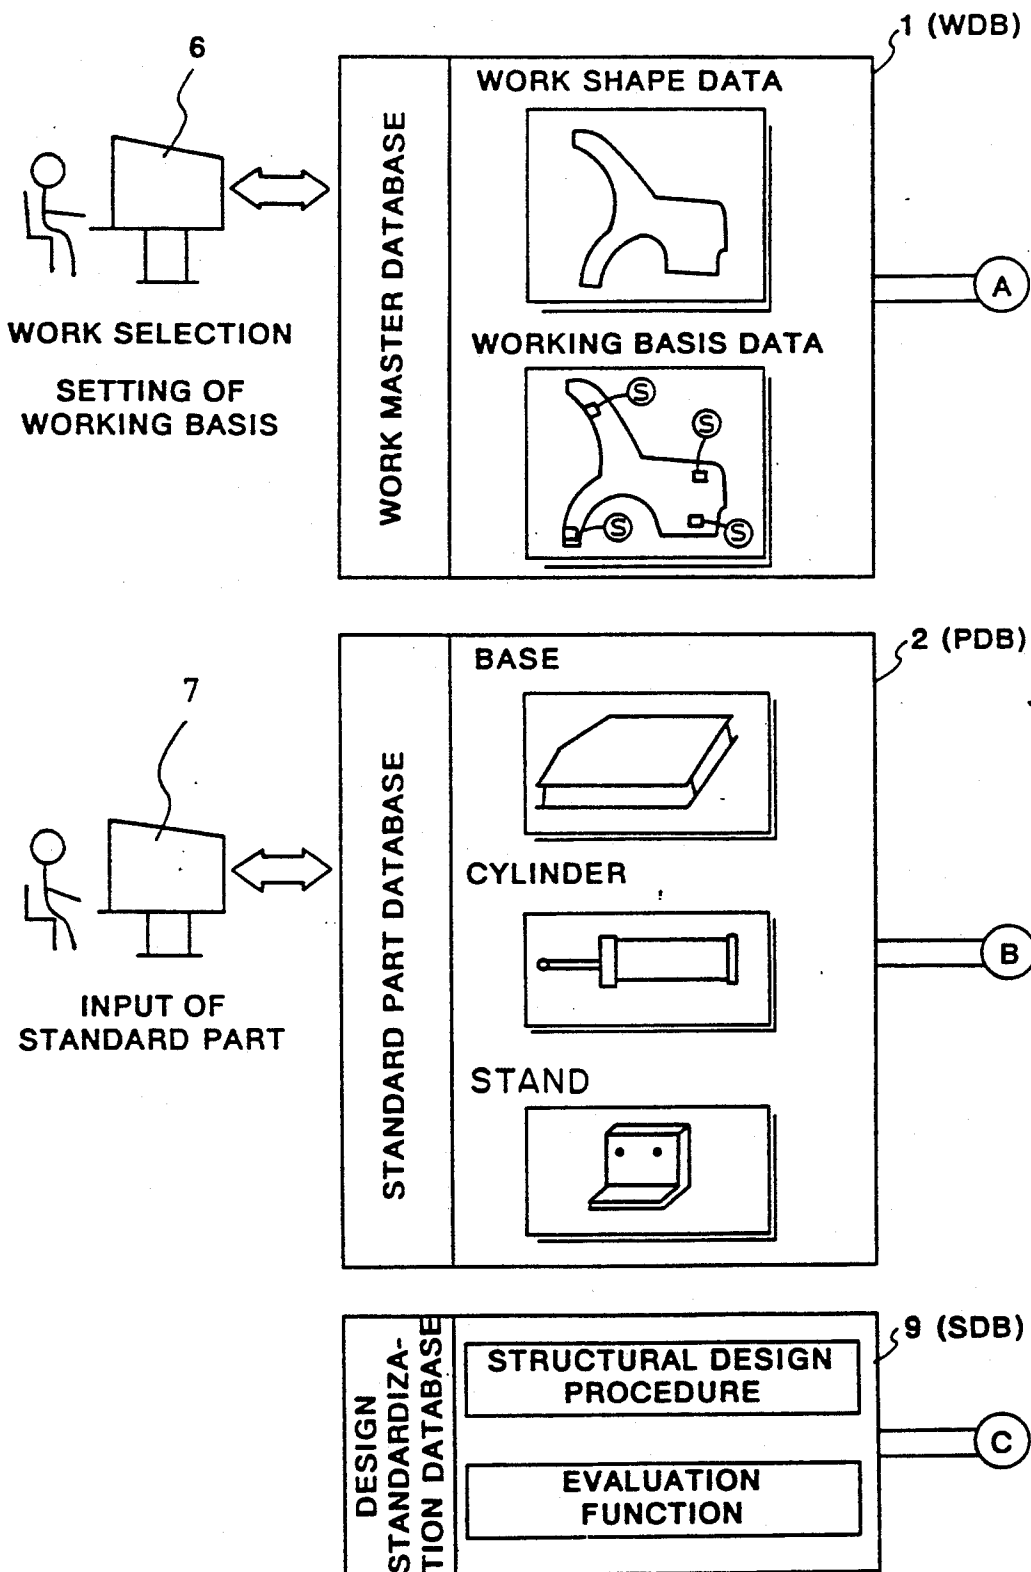 1 (WDB)
6
WORK MASTER DATABASE
WORK SHAPE DATA
A
WORK SELECTION
SETTING OF
WORKING BASIS
WORKING BASIS DATA
S
S
S
S
2 (PDB)
7
STANDARD PART DATABASE
BASE
CYLINDER
B
INPUT OF
STANDARD PART
STAND
9 (SDB)
DESIGN
STANDARDIZA-
TION DATABASE
STRUCTURAL DESIGN
PROCEDURE
C
EVALUATION
FUNCTION